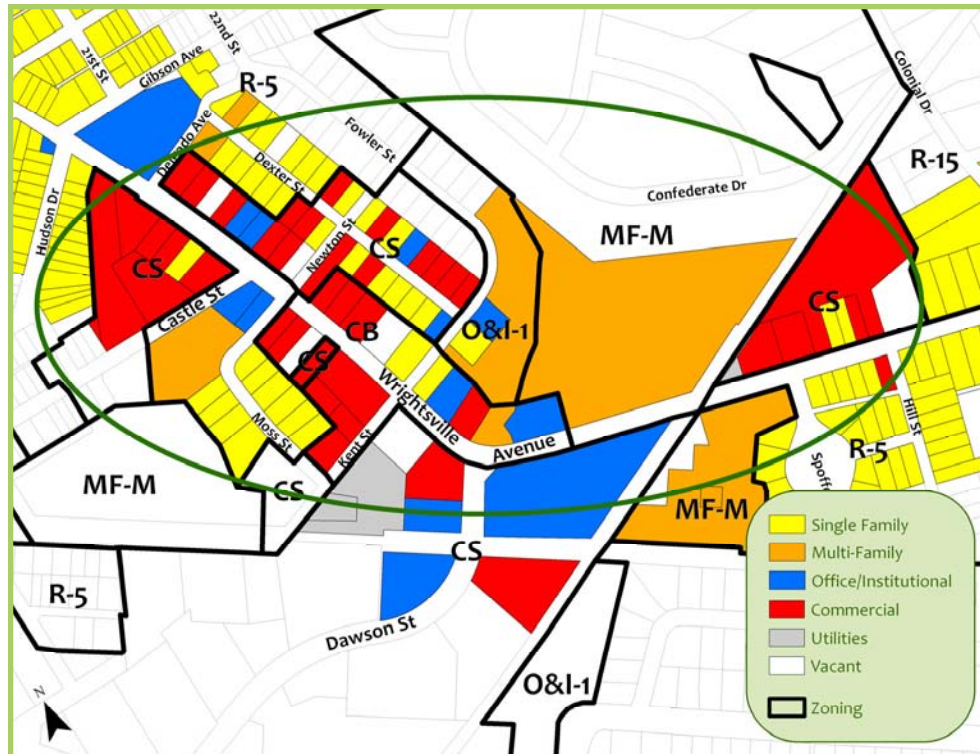 22nd St
21st St
Gibson Ave
R-5
Colonial Dr
Delgado Ave
Fowler St
R-15
Dexter St
Confederate Dr
Hudson Dr
MF-M
Newton St
CS
CS
CS
Castle St
CB
O&I-1
CS
Wrightsville
Moss St
Hill St
Avenue
Kent St
R-5
MF-M
CS
MF-M
CS
R-5
Dawson St
O&I-1
N
Single Family
Multi-Family
Office/Institutional
Commercial
Utilities
Vacant
Zoning